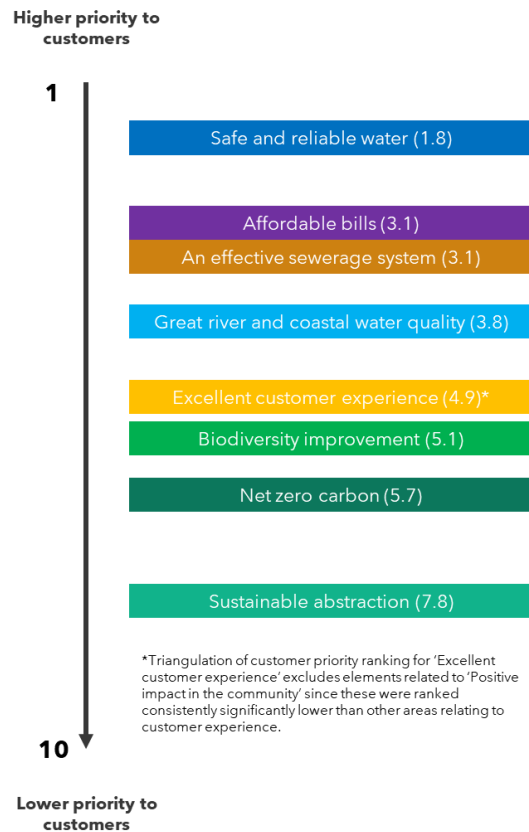 Higher priority to
customers
1
Safe and reliable water (1.8)
Affordable bills (3.1)
An effective sewerage system (3.1)
Great river and coastal water quality (3.8)
Excellent customer experience (4.9)*
Biodiversity improvement (5.1)
Net zero carbon (5.7)
Sustainable abstraction (7.8)
*Triangulation of customer priority ranking for ‘Excellent
customer experience’ excludes elements related to ‘Positive
impact in the community’ since these were ranked
consistently significantly lower than other areas relating to
customer experience.
10
Lower priority to
customers